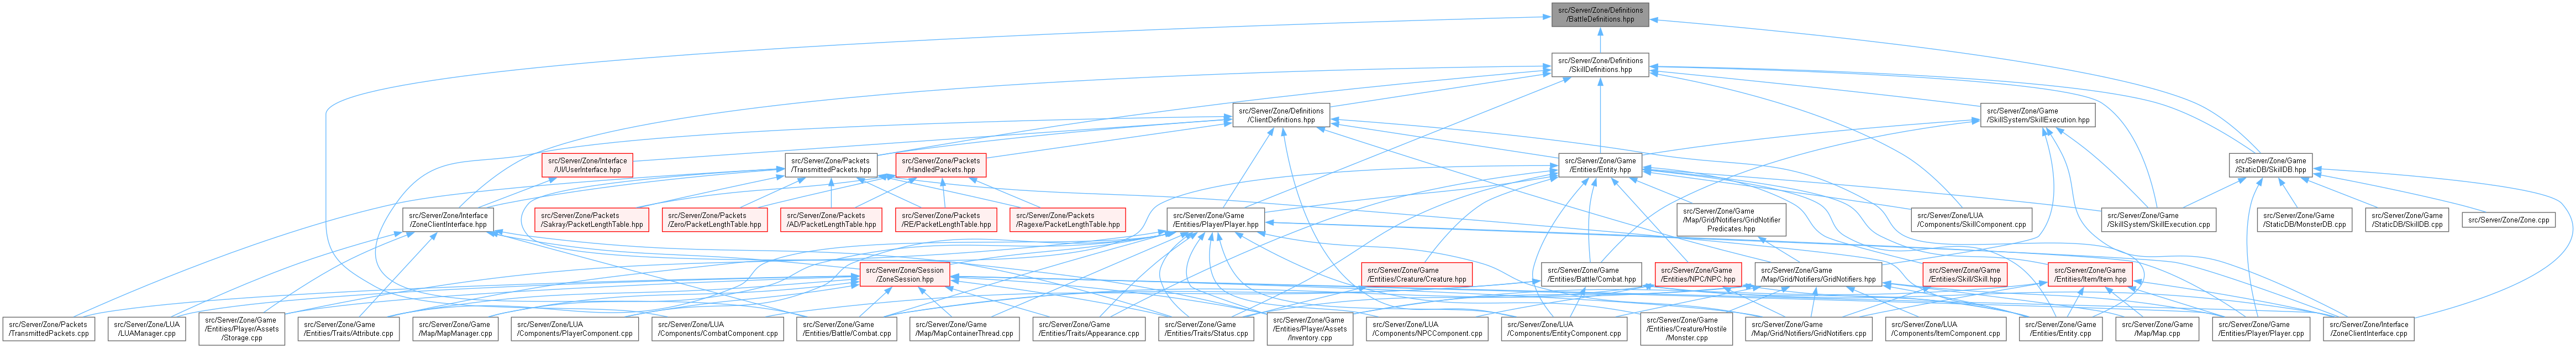 src/Server/Zone/Definitions
/BattleDefinitions.hpp
src/Server/Zone/Definitions
/SkillDefinitions.hpp
src/Server/Zone/Definitions
/ClientDefinitions.hpp
src/Server/Zone/Game
/SkillSystem/SkillExecution.hpp
src/Server/Zone/Interface
/UI/UserInterface.hpp
src/Server/Zone/Packets
/TransmittedPackets.hpp
src/Server/Zone/Packets
/HandledPackets.hpp
src/Server/Zone/Game
/Entities/Entity.hpp
src/Server/Zone/Game
/StaticDB/SkillDB.hpp
src/Server/Zone/Interface
/ZoneClientInterface.hpp
src/Server/Zone/Packets
/Sakray/PacketLengthTable.hpp
src/Server/Zone/Packets
/Zero/PacketLengthTable.hpp
src/Server/Zone/Packets
/AD/PacketLengthTable.hpp
src/Server/Zone/Packets
/RE/PacketLengthTable.hpp
src/Server/Zone/Packets
/Ragexe/PacketLengthTable.hpp
src/Server/Zone/Game
/Entities/Player/Player.hpp
src/Server/Zone/Game
/Map/Grid/Notifiers/GridNotifier
Predicates.hpp
src/Server/Zone/LUA
/Components/SkillComponent.cpp
src/Server/Zone/Game
/SkillSystem/SkillExecution.cpp
src/Server/Zone/Game
/StaticDB/MonsterDB.cpp
src/Server/Zone/Game
/StaticDB/SkillDB.cpp
src/Server/Zone/Zone.cpp
src/Server/Zone/Session
/ZoneSession.hpp
src/Server/Zone/Game
/Entities/Creature/Creature.hpp
src/Server/Zone/Game
/Entities/Battle/Combat.hpp
src/Server/Zone/Game
/Entities/NPC/NPC.hpp
src/Server/Zone/Game
/Map/Grid/Notifiers/GridNotifiers.hpp
src/Server/Zone/Game
/Entities/Skill/Skill.hpp
src/Server/Zone/Game
/Entities/Item/Item.hpp
src/Server/Zone/Packets
/TransmittedPackets.cpp
src/Server/Zone/LUA
/LUAManager.cpp
src/Server/Zone/Game
/Entities/Player/Assets
/Storage.cpp
src/Server/Zone/Game
/Entities/Traits/Attribute.cpp
src/Server/Zone/Game
/Map/MapManager.cpp
src/Server/Zone/LUA
/Components/PlayerComponent.cpp
src/Server/Zone/LUA
/Components/CombatComponent.cpp
src/Server/Zone/Game
/Entities/Battle/Combat.cpp
src/Server/Zone/Game
/Map/MapContainerThread.cpp
src/Server/Zone/Game
/Entities/Traits/Appearance.cpp
src/Server/Zone/Game
/Entities/Traits/Status.cpp
src/Server/Zone/Game
/Entities/Player/Assets
/Inventory.cpp
src/Server/Zone/LUA
/Components/NPCComponent.cpp
src/Server/Zone/LUA
/Components/EntityComponent.cpp
src/Server/Zone/Game
/Entities/Creature/Hostile
/Monster.cpp
src/Server/Zone/Game
/Map/Grid/Notifiers/GridNotifiers.cpp
src/Server/Zone/LUA
/Components/ItemComponent.cpp
src/Server/Zone/Game
/Entities/Entity.cpp
src/Server/Zone/Game
/Map/Map.cpp
src/Server/Zone/Game
/Entities/Player/Player.cpp
src/Server/Zone/Interface
/ZoneClientInterface.cpp